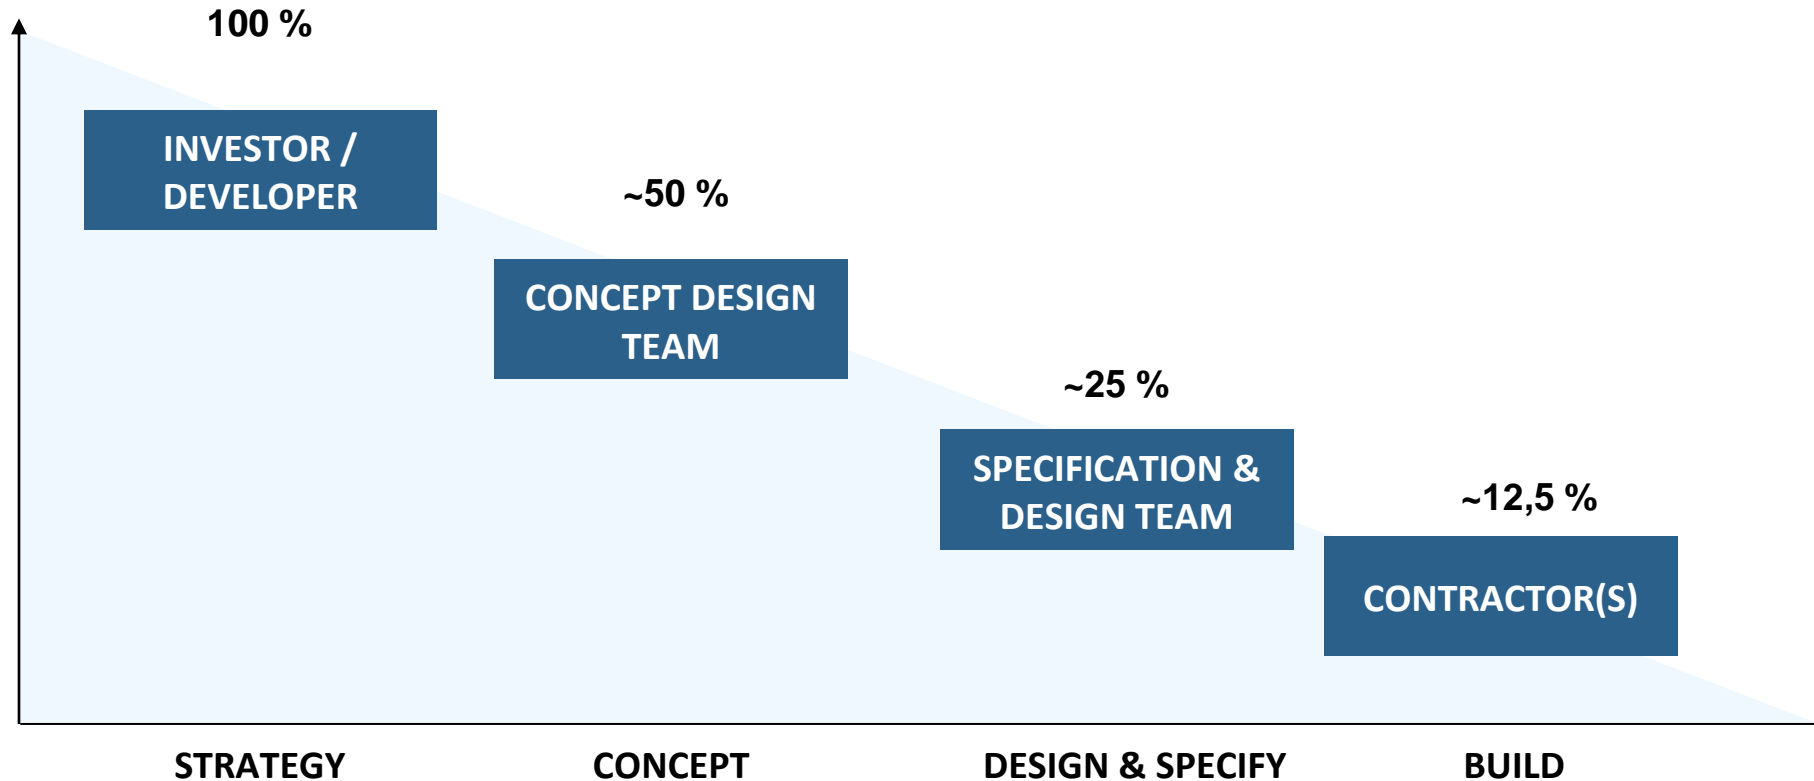 100 %
INVESTOR /
DEVELOPER
~50 %
CONCEPT DESIGN
TEAM
~25 %
SPECIFICATION &
DESIGN TEAM
~12,5 %
CONTRACTOR(S)
STRATEGY
CONCEPT
DESIGN & SPECIFY
BUILD